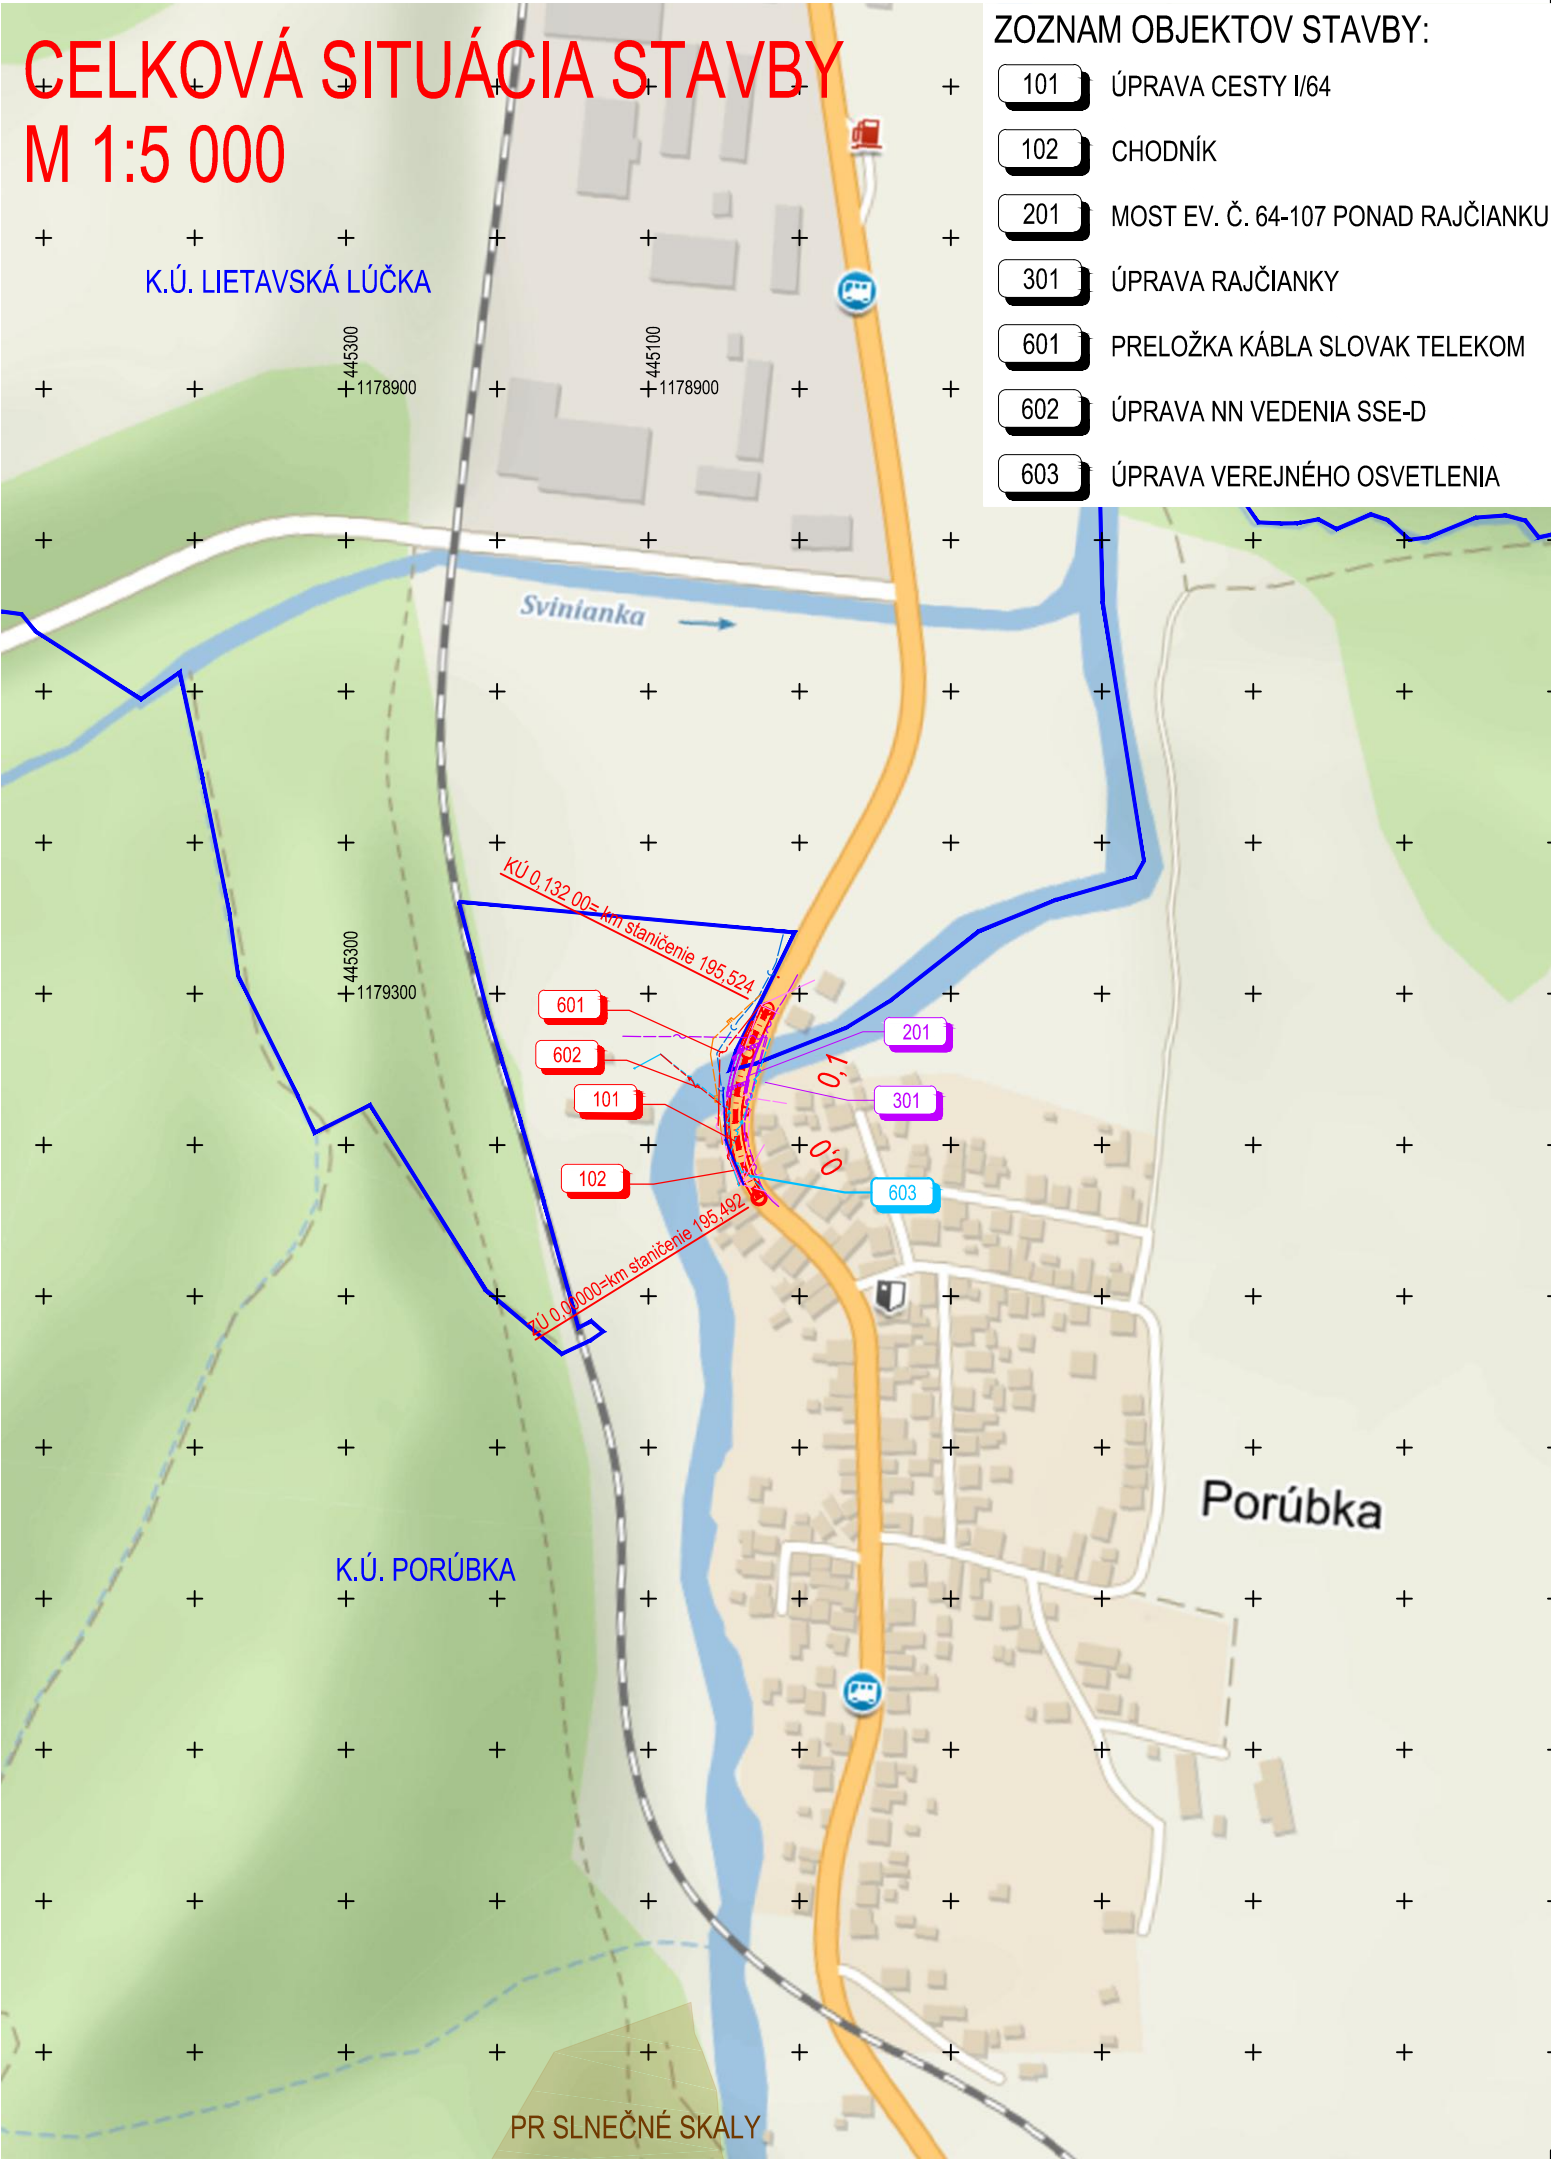 CELKOVÁ SITUÁCIA STAVBY
M 1:5 000
ZOZNAM OBJEKTOV STAVBY:
101 ÚPRAVA CESTY I/64
102 CHODNÍK
201 MOST EV. Č. 64-107 PONAD RAJČIANKU
301 ÚPRAVA RAJČIANKY
601 PRELOŽKA KÁBLA SLOVAK TELEKOM
602 ÚPRAVA NN VEDENIA SSE-D
603 ÚPRAVA VEREJNÉHO OSVETLENIA
K.Ú. LIETAVSKÁ LÚČKA
445300
1178900
445100
1178900
Svinianka
KÚ 0,132 00= km staničenie 195,524
445300
1179300
601
201
602
0,1
101
301
0,0
102
603
ZÚ 0,00000=km staničenie 195,492
Porúbka
K.Ú. PORÚBKA
PR SLNEČNÉ SKALY